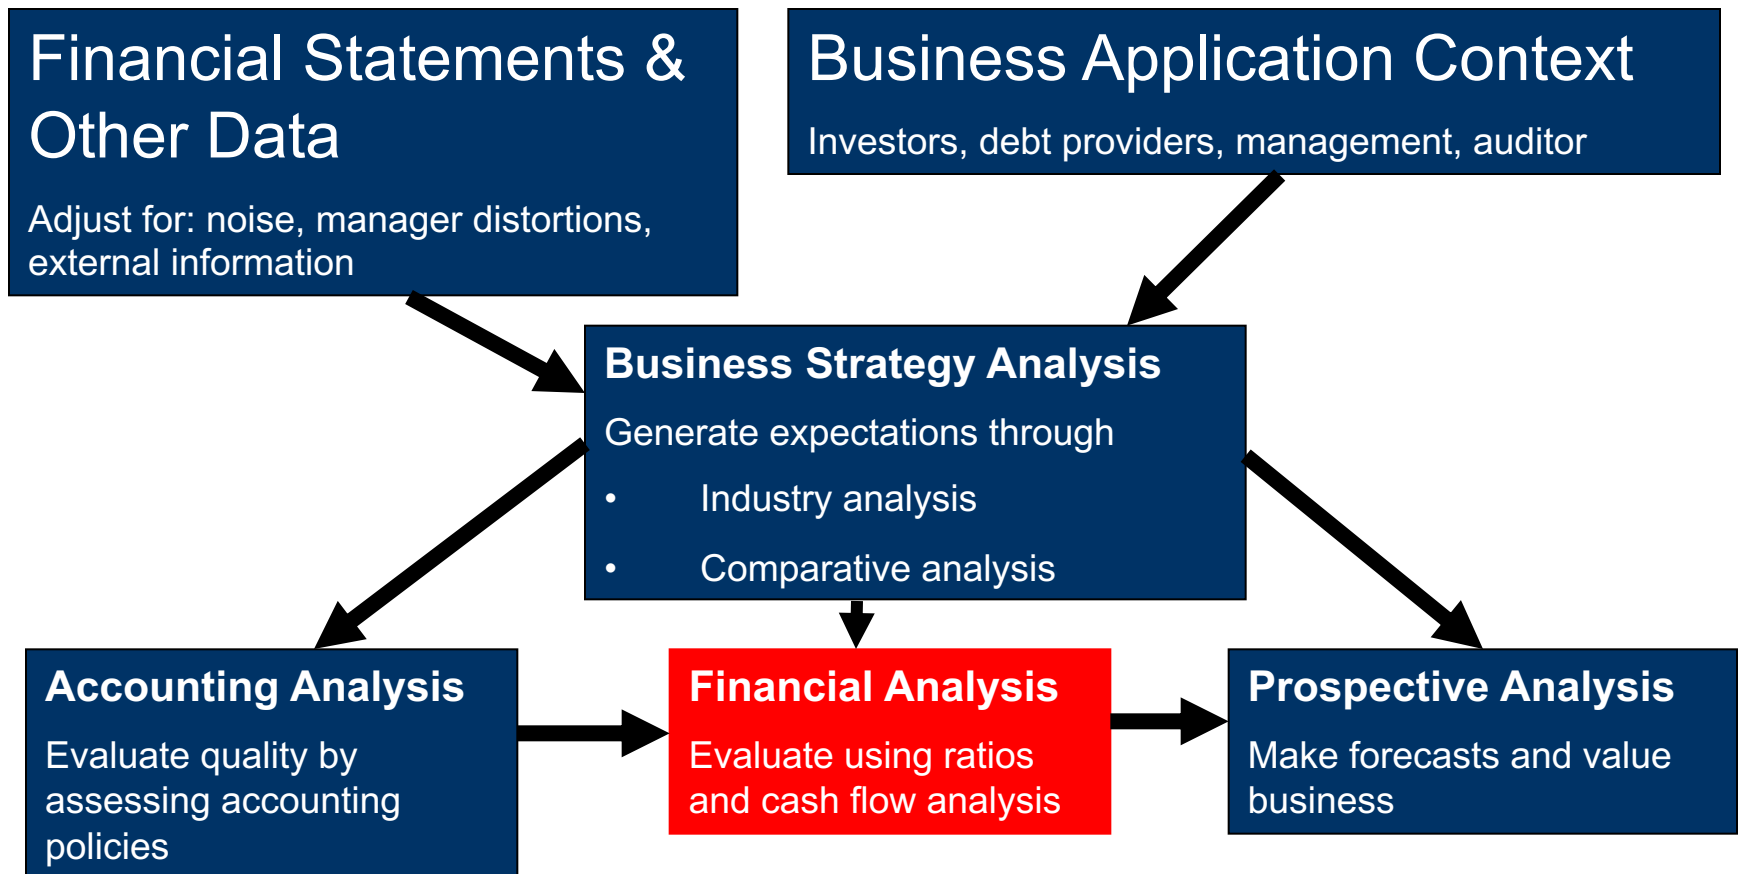 Financial Statements &
Other Data
Adjust for: noise, manager distortions,
external information
Business Application Context
Investors, debt providers, management, auditor
Business Strategy Analysis
Generate expectations through
• Industry analysis
• Comparative analysis
Accounting Analysis
Evaluate quality by
assessing accounting
policies
Financial Analysis
Evaluate using ratios
and cash flow analysis
Prospective Analysis
Make forecasts and value
business